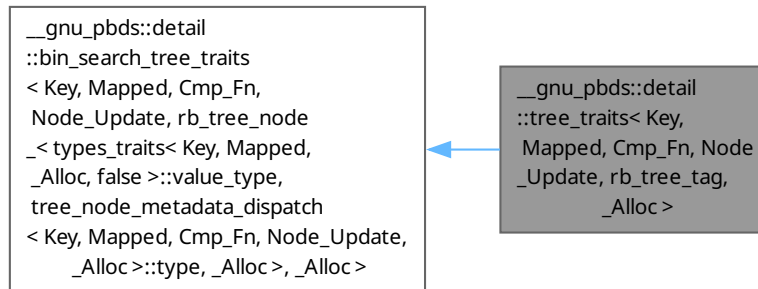 __gnu_pbds::detail
::bin_search_tree_traits
< Key, Mapped, Cmp_Fn,
Node_Update, rb_tree_node
_< types_traits< Key, Mapped,
_Alloc, false >::value_type,
tree_node_metadata_dispatch
< Key, Mapped, Cmp_Fn, Node_Update,
_Alloc >::type, _Alloc >, _Alloc >
__gnu_pbds::detail
::tree_traits< Key,
Mapped, Cmp_Fn, Node
_Update, rb_tree_tag,
_Alloc >